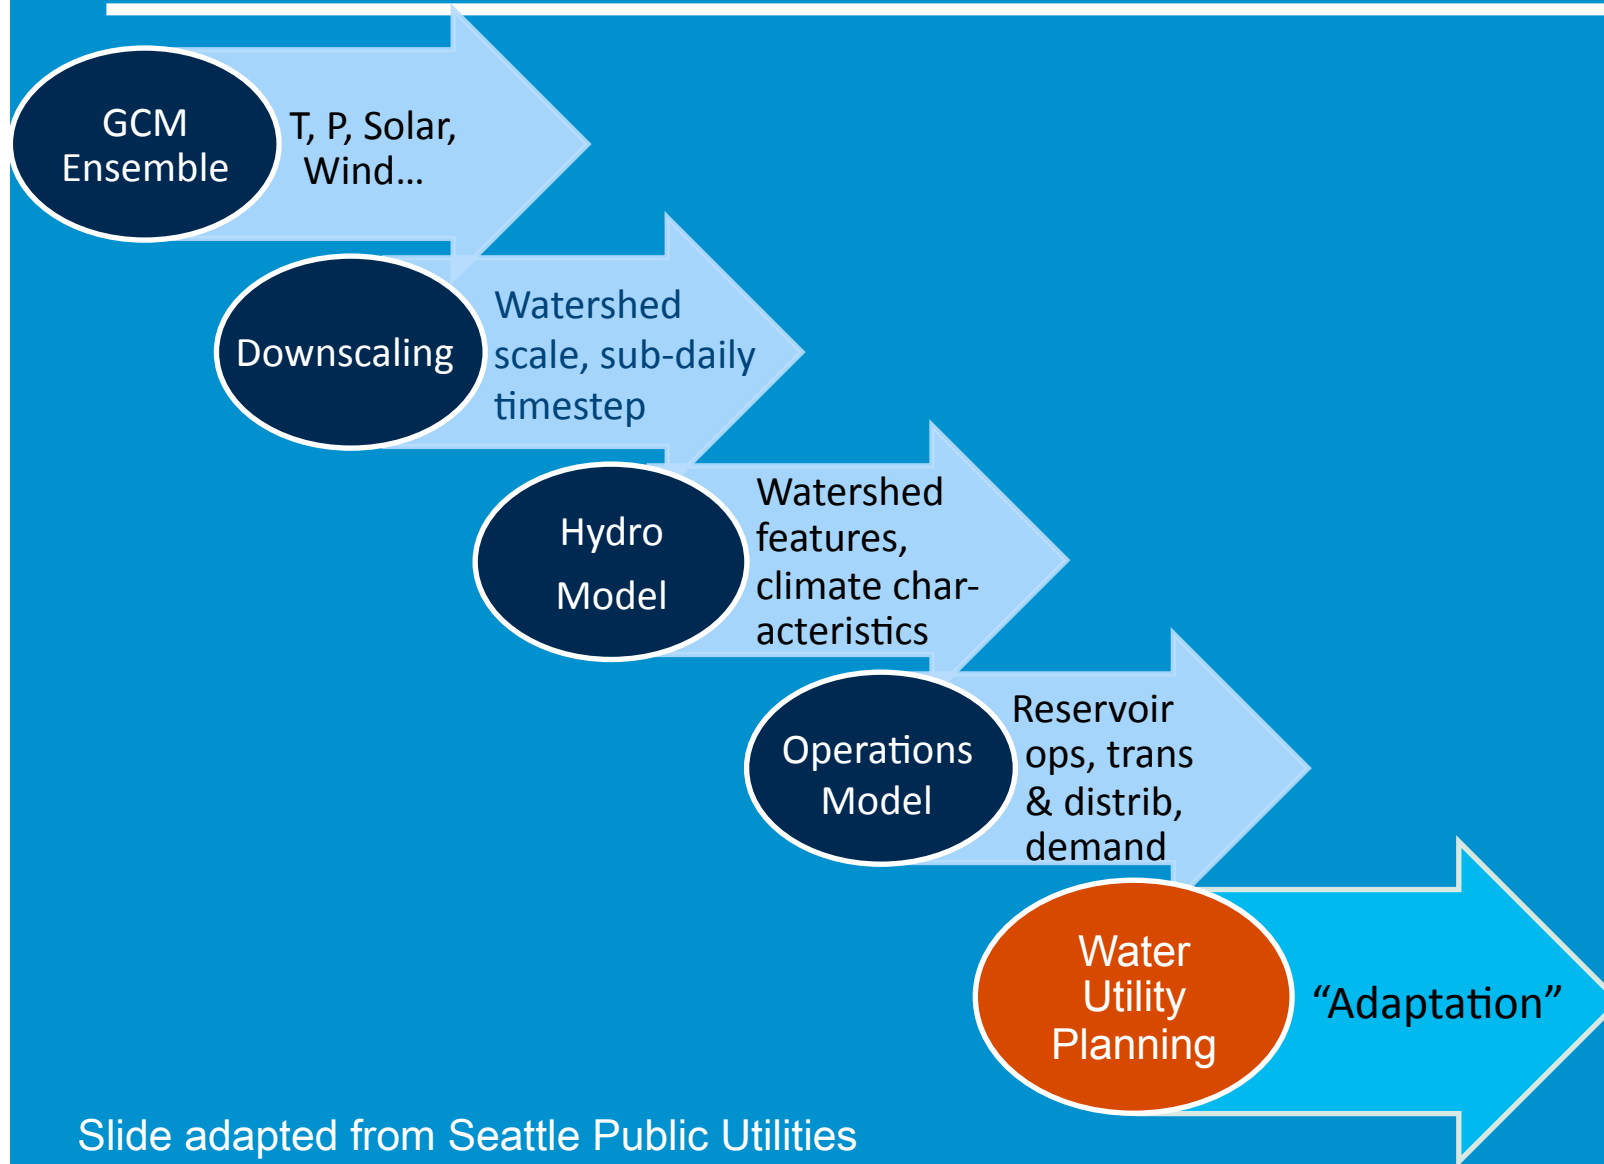 GCM
Ensemble
T, P, Solar,
Wind…
Downscaling
Watershed
scale, sub-daily
timestep
Hydro
Model
Watershed
features,
climate char-
acteristics
Operations
Model
Reservoir
ops, trans
& distrib,
demand
Water
Utility
Planning
“Adaptation”
Slide adapted from Seattle Public Utilities